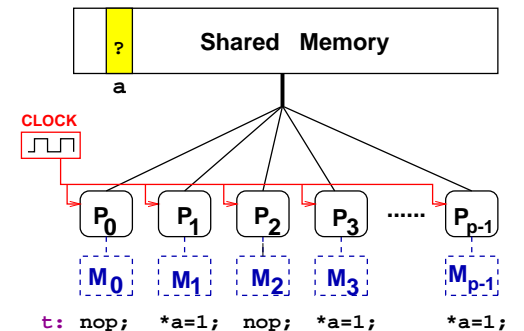 ? Shared Memory
a
CLOCK
P0 P1 P2 P3 ...... Pp-1
M0 M1 M2 M3 Mp-1
t: nop; *a=1; nop; *a=1; *a=1;